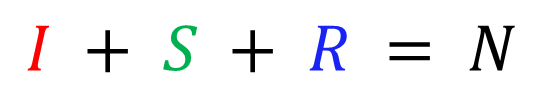 I + S + R = N